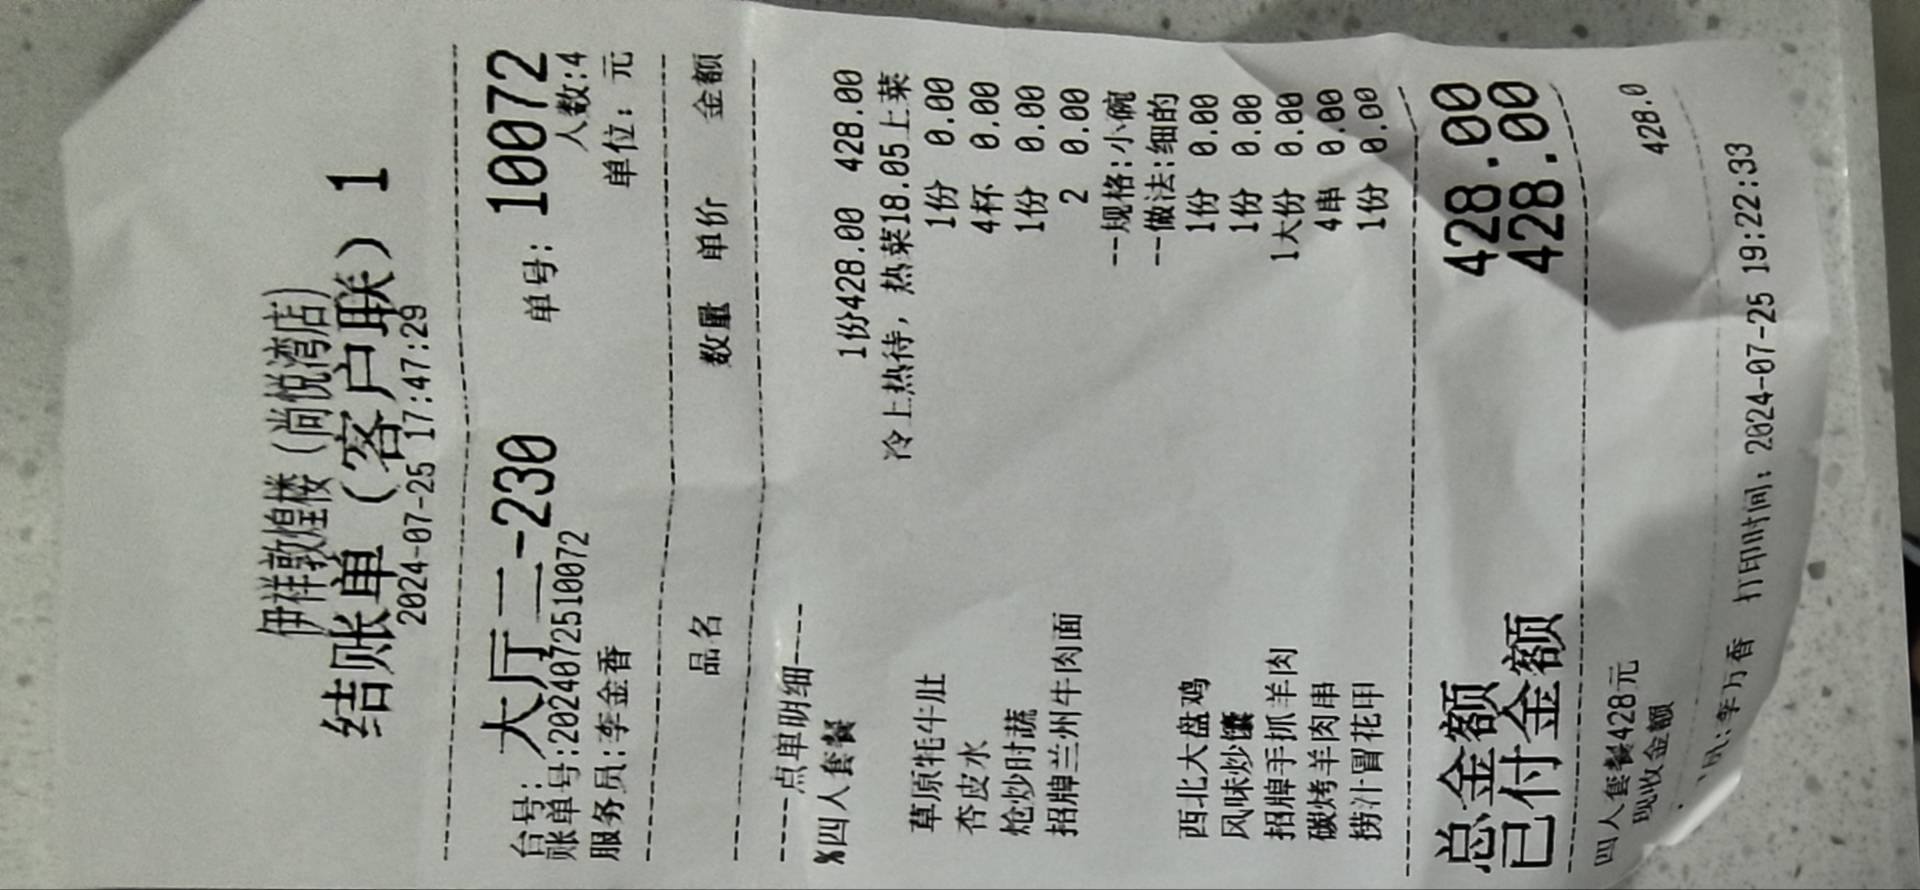 伊祥敦煌楼(尚悦湾店)
结账单(客户联) 1
2024-07-25 17:47:29
台号:大厅二-230 单号:10072
账单号:2024072510072 人数:4
服务员:李金香 单位:元
品名 数量 单价 金额
----点单明细----
%四人套餐
1份428.00 428.00
冷上热待,热菜18.05上菜
草原牦牛肚 1份 0.00
杏皮水 4杯 0.00
炝炒时蔬 1份 0.00
招牌兰州牛肉面 2 0.00
--规格:小碗
--做法:细的
西北大盘鸡 1份 0.00
风味炒馕 1份 0.00
招牌手抓羊肉 1大份 0.00
碳烤羊肉串 4串 0.00
捞汁冒花甲 1份 0.00
总金额 428.00
已付金额 428.00
四人套餐428元
现收金额 428.0
李万香 打印时间:2024-07-25 19:22:33